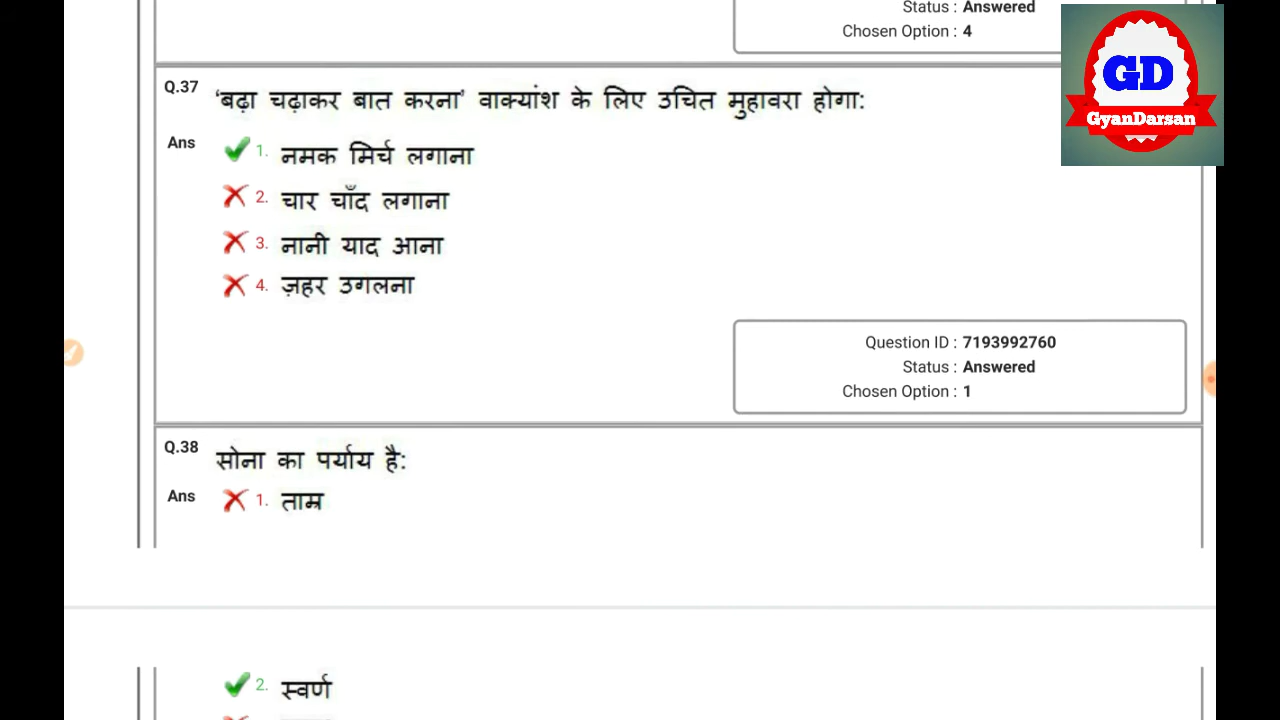 Status : Answered
Chosen Option : 4
GD
GyanDarsan
Q.37 'बढ़ा चढ़ाकर बात करना' वाक्यांश के लिए उचित मुहावरा होगा:
Ans 1. नमक मिर्च लगाना
2. चार चाँद लगाना
3. नानी याद आना
4. ज़हर उगलना
Question ID : 7193992760
Status : Answered
Chosen Option : 1
Q.38 सोना का पर्याय है:
Ans 1. ताम्र
2. स्वर्ण